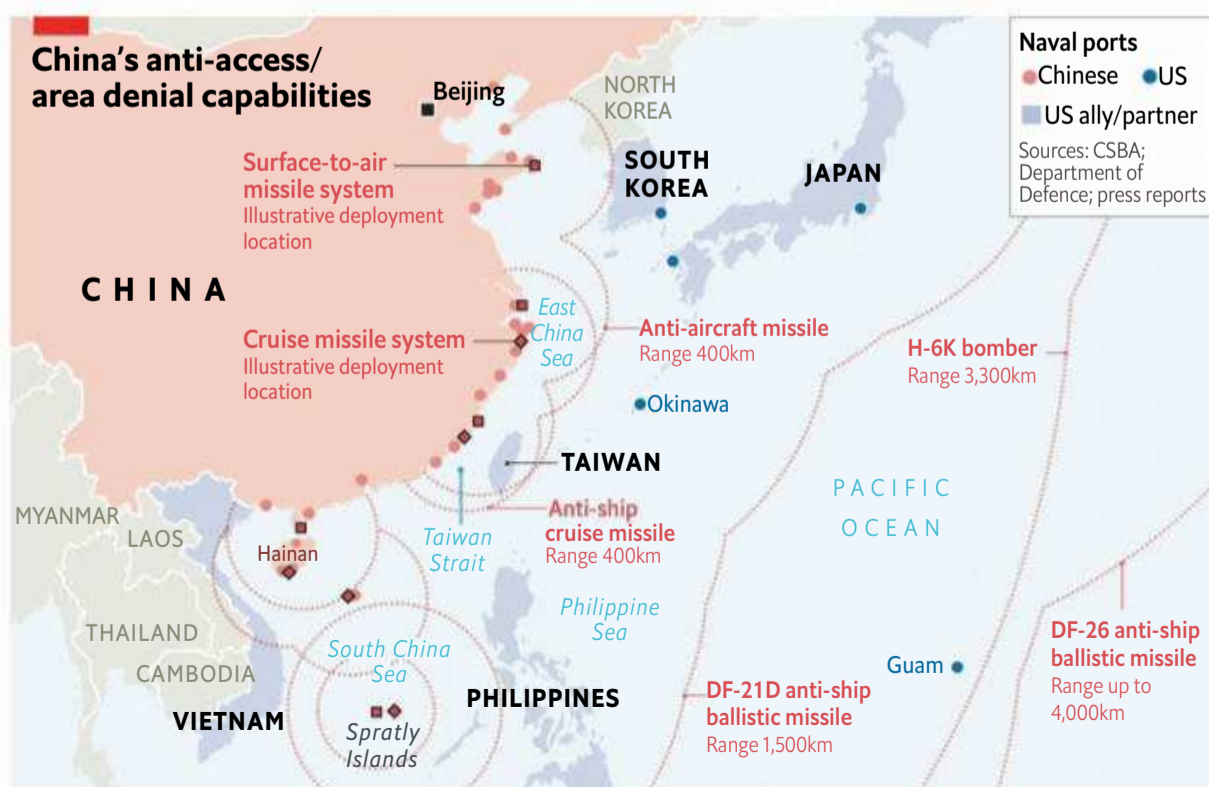 China's anti-access/
area denial capabilities
Naval ports
Chinese US
US ally/partner
Sources: CSBA;
Department of
Defence; press reports
Beijing
NORTH
KOREA
SOUTH
KOREA
JAPAN
Surface-to-air
missile system
Illustrative deployment
location
CHINA
East
China
Sea
Cruise missile system
Illustrative deployment
location
Anti-aircraft missile
Range 400km
H-6K bomber
Range 3,300km
Okinawa
TAIWAN
PACIFIC
OCEAN
MYANMAR
LAOS
Hainan
Taiwan
Strait
Anti-ship
cruise missile
Range 400km
Philippine
Sea
THAILAND
CAMBODIA
VIETNAM
South China
Sea
PHILIPPINES
Spratly
Islands
Guam
DF-21D anti-ship
ballistic missile
Range 1,500km
DF-26 anti-ship
ballistic missile
Range up to
4,000km